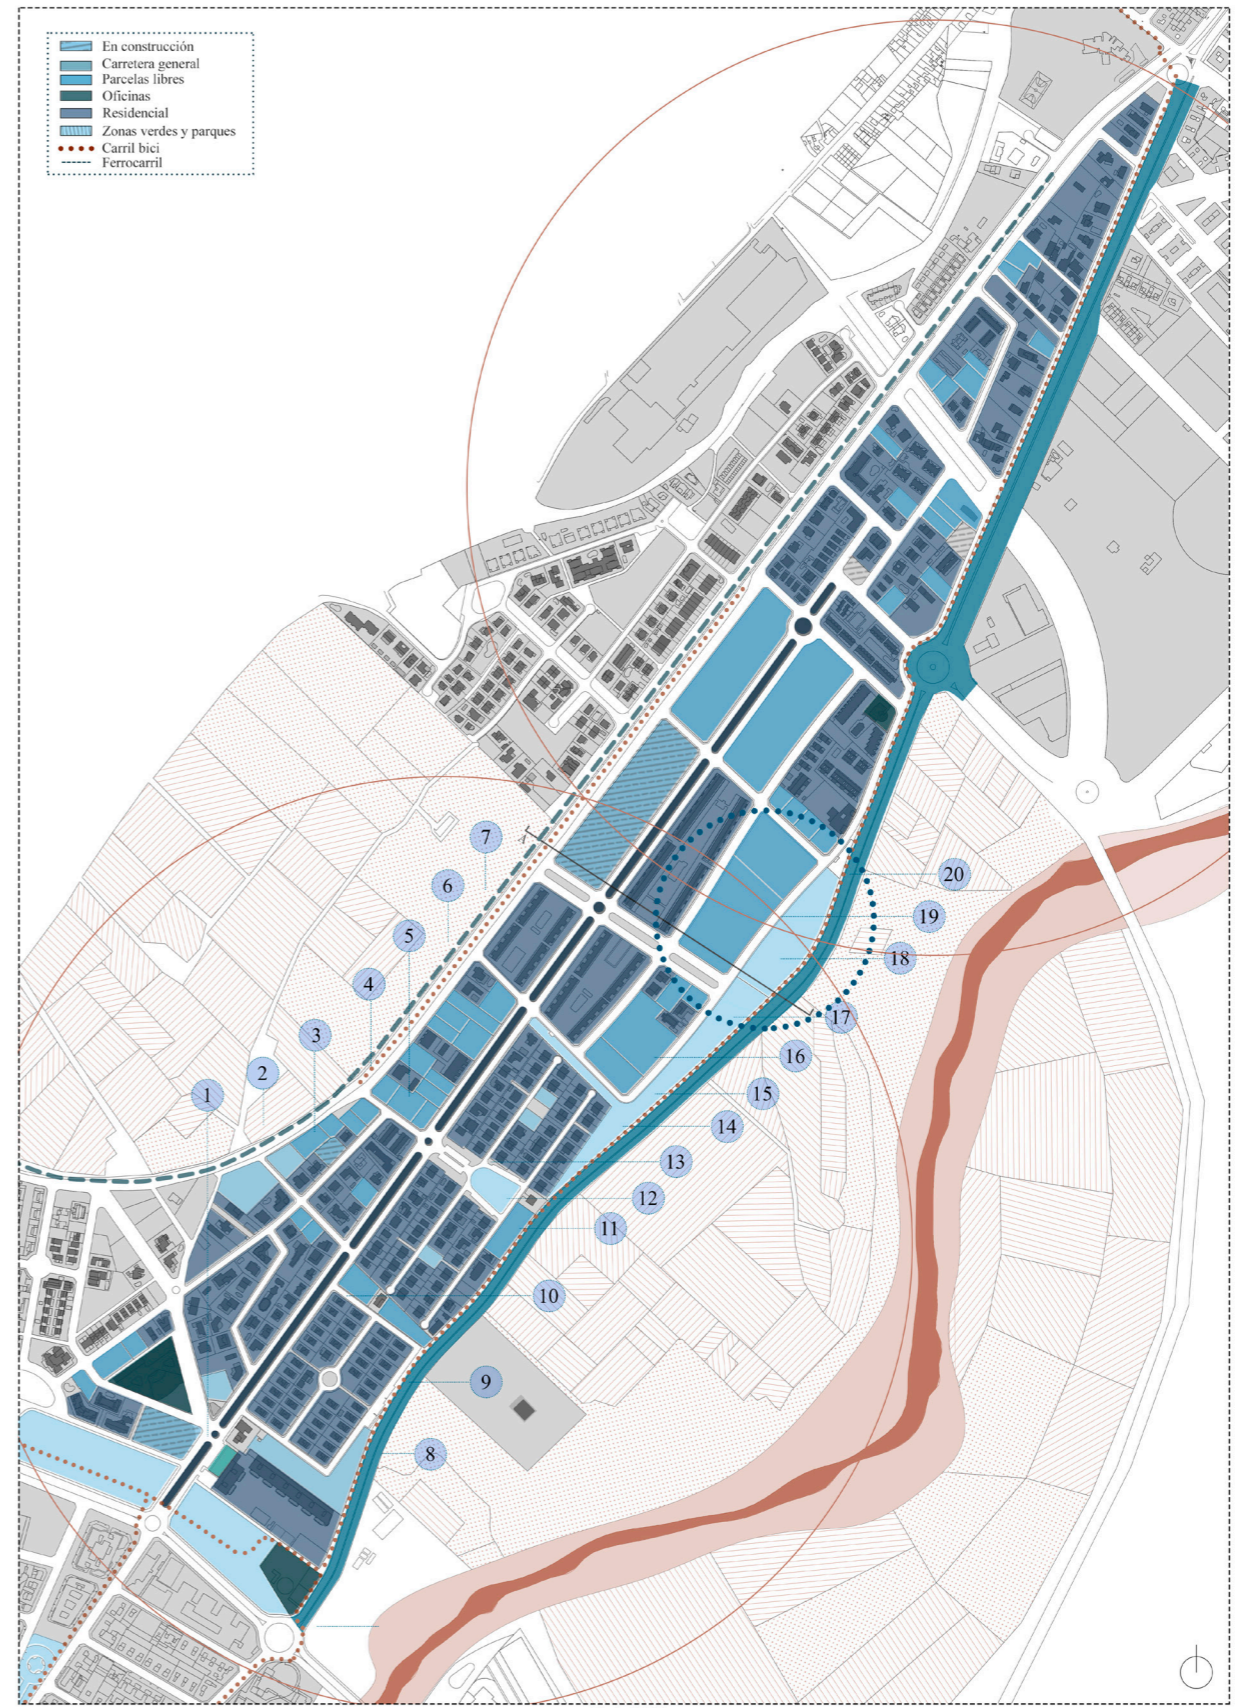 En construcción
Carretera general
Parcelas libres
Oficinas
Residencial
Zonas verdes y parques
Carril bici
Ferrocarril
7
20
6
19
5
18
4
17
3
16
2
15
1
14
13
12
11
10
9
8